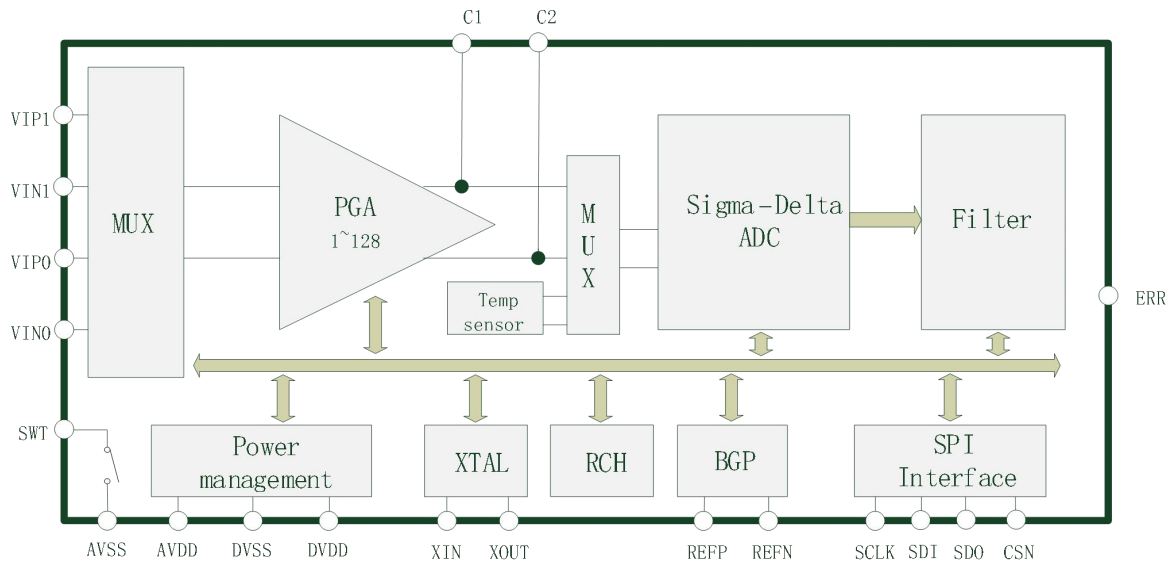 C1
C2
VIP1
VIN1
VIP0
VIN0
MUX
PGA
1~128
M
U
X
Temp
sensor
Sigma-Delta
ADC
Filter
ERR
SWT
Power
management
XTAL
RCH
BGP
SPI
Interface
AVSS
AVDD
DVSS
DVDD
XIN
XOUT
REFP
REFN
SCLK
SDI
SDO
CSN